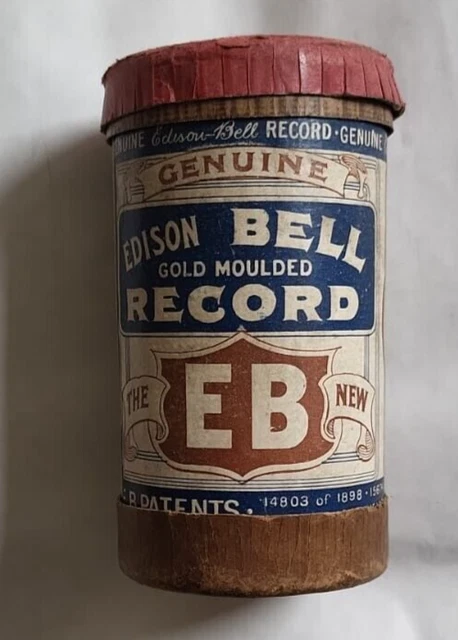 GENUINE Edison-Bell RECORD · GENUINE
GENUINE
EDISON BELL
GOLD MOULDED
RECORD
THE EB NEW
PATENTS. 14803 of 1898 ·